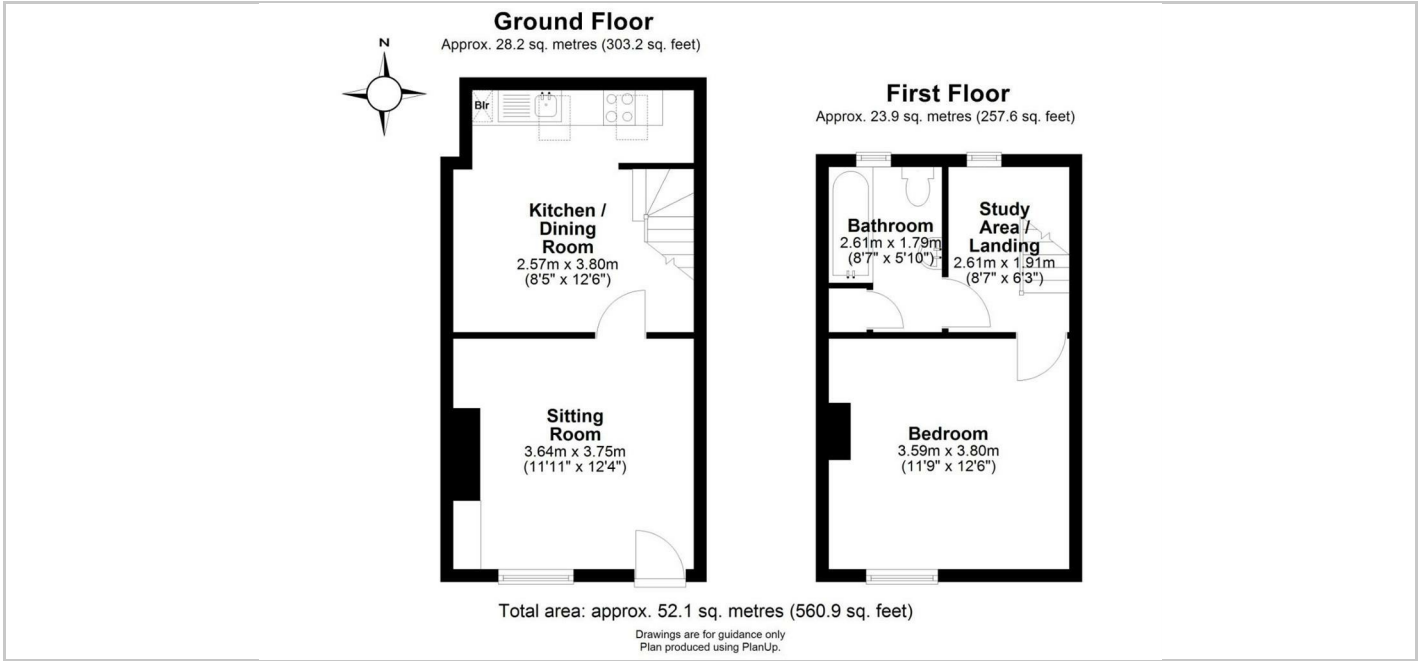 Ground Floor
Approx. 28.2 sq. metres (303.2 sq. feet)
N
Blr
Kitchen /
Dining
Room
2.57m x 3.80m
(8'5" x 12'6")
Sitting
Room
3.64m x 3.75m
(11'11" x 12'4")
First Floor
Approx. 23.9 sq. metres (257.6 sq. feet)
Bathroom
2.61m x 1.79m
(8'7" x 5'10")
Study
Area /
Landing
2.61m x 1.91m
(8'7" x 6'3")
Bedroom
3.59m x 3.80m
(11'9" x 12'6")
Total area: approx. 52.1 sq. metres (560.9 sq. feet)
Drawings are for guidance only
Plan produced using PlanUp.